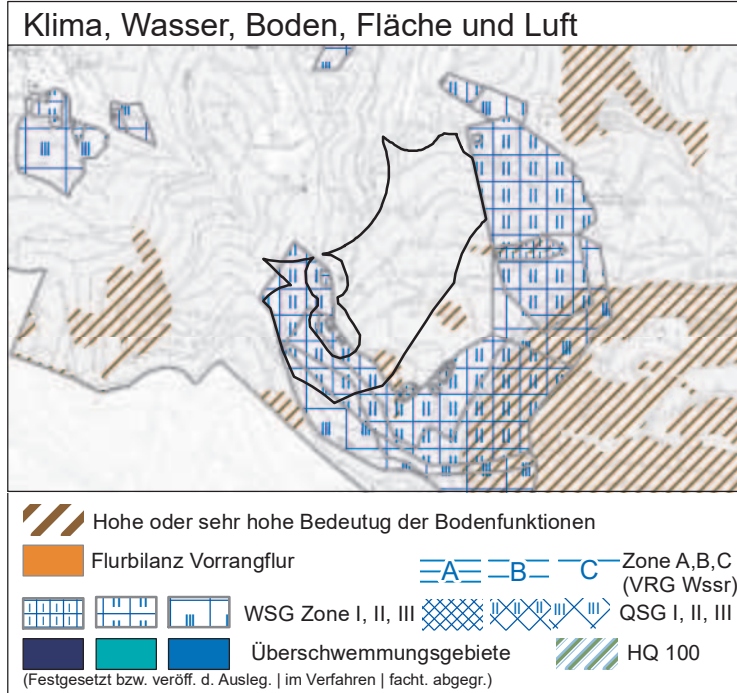 Klima, Wasser, Boden, Fläche und Luft
Hohe oder sehr hohe Bedeutug der Bodenfunktionen
Flurbilanz Vorrangflur
A B C Zone A,B,C
(VRG Wssr)
WSG Zone I, II, III
QSG I, II, III
Überschwemmungsgebiete
HQ 100
(Festgesetzt bzw. veröff. d. Ausleg. | im Verfahren | facht. abgegr.)